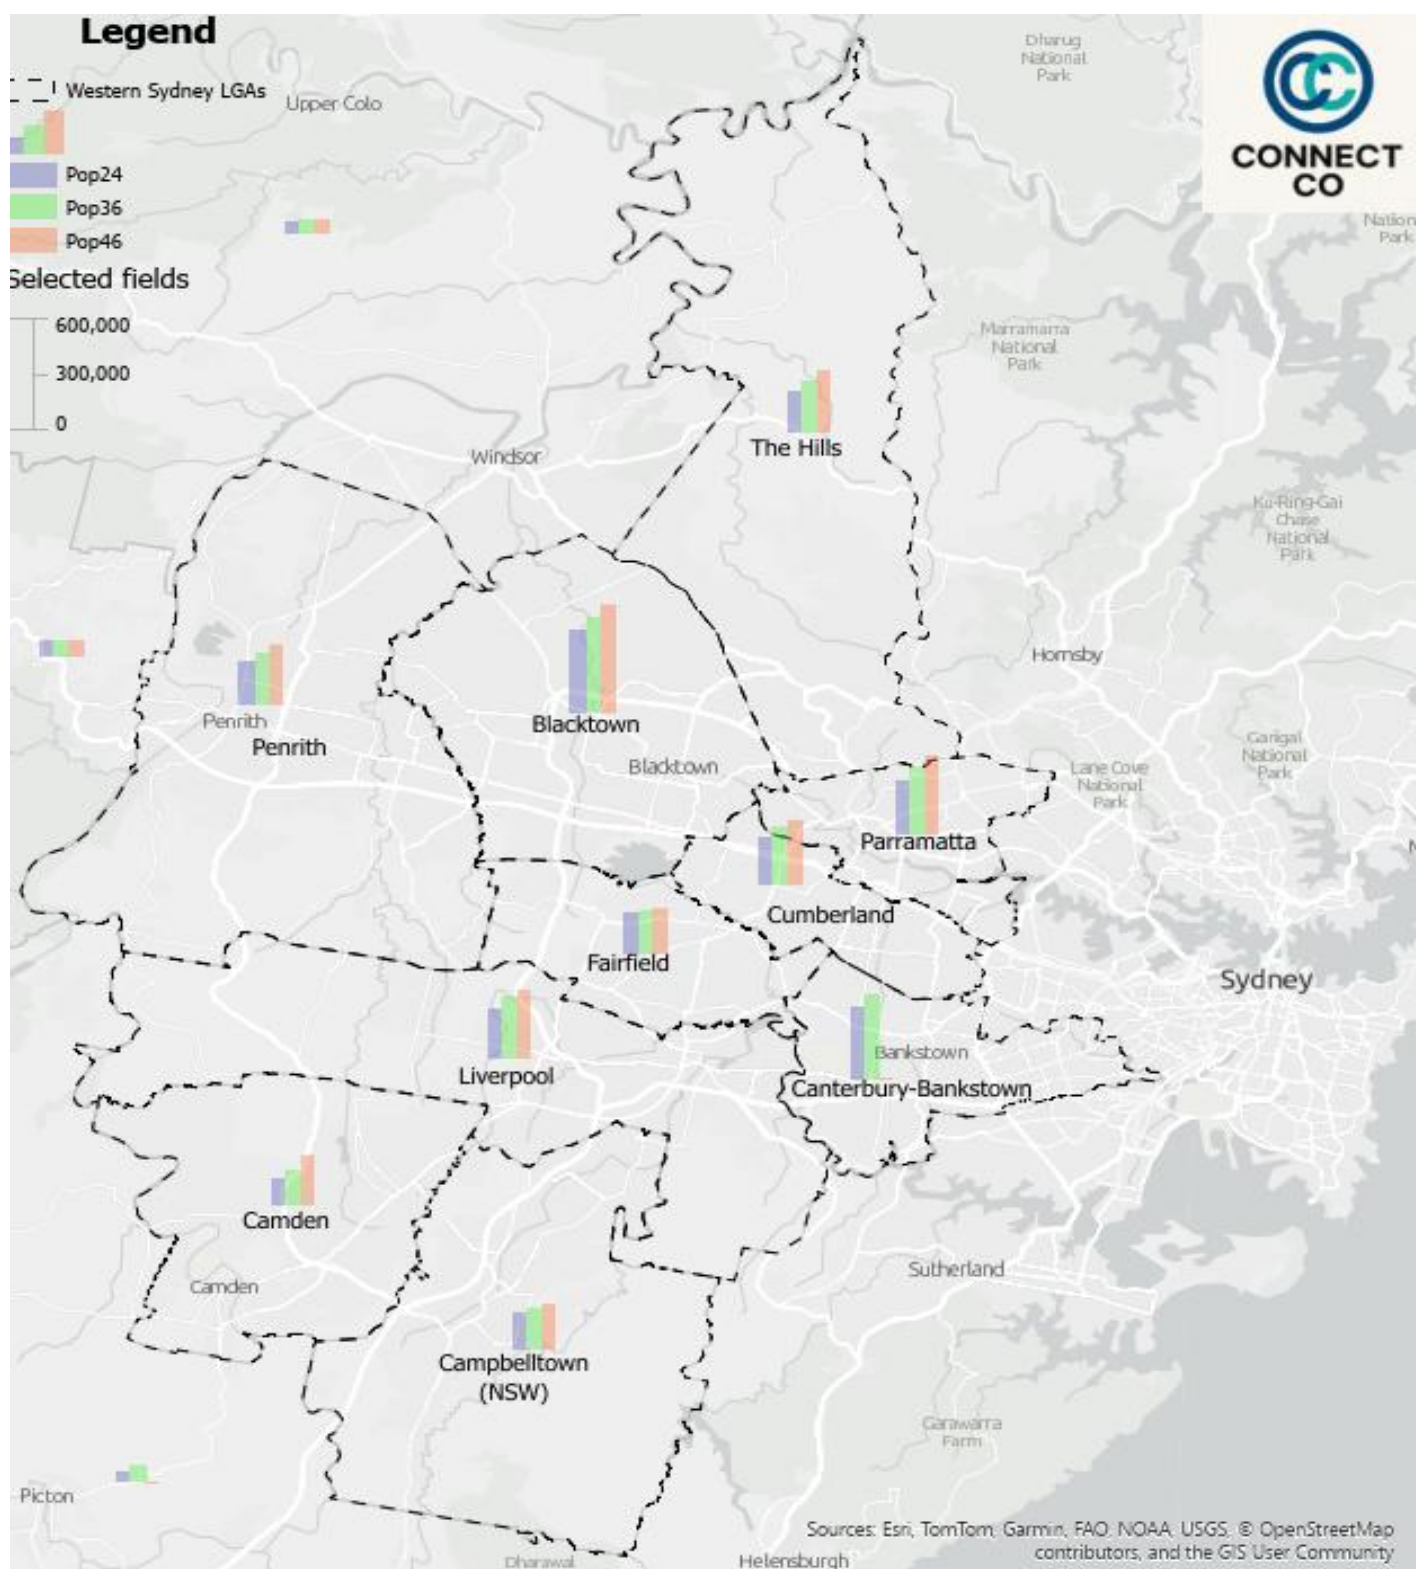 Legend
Western Sydney LGAs
Pop24
Pop36
Pop46
Selected fields
600,000
300,000
0
CC
CONNECT
CO
Upper Colo
Dharug
National
Park
Nation
Park
Marramarra
National
Park
The Hills
Windsor
Ku-Ring-Gai
Chase
National
Park
Hornsby
Penrith
Penrith
Blacktown
Blacktown
Garigal
National
Park
Lane Cove
National
Park
Parramatta
Cumberland
Fairfield
Sydney
Liverpool
Bankstown
Canterbury-Bankstown
Camden
Camden
Sutherland
Campbelltown
(NSW)
Garawarra
Farm
Picton
Dharawal
Helensburgh
Sources: Esri, TomTom, Garmin, FAO, NOAA, USGS, © OpenStreetMap
contributors, and the GIS User Community